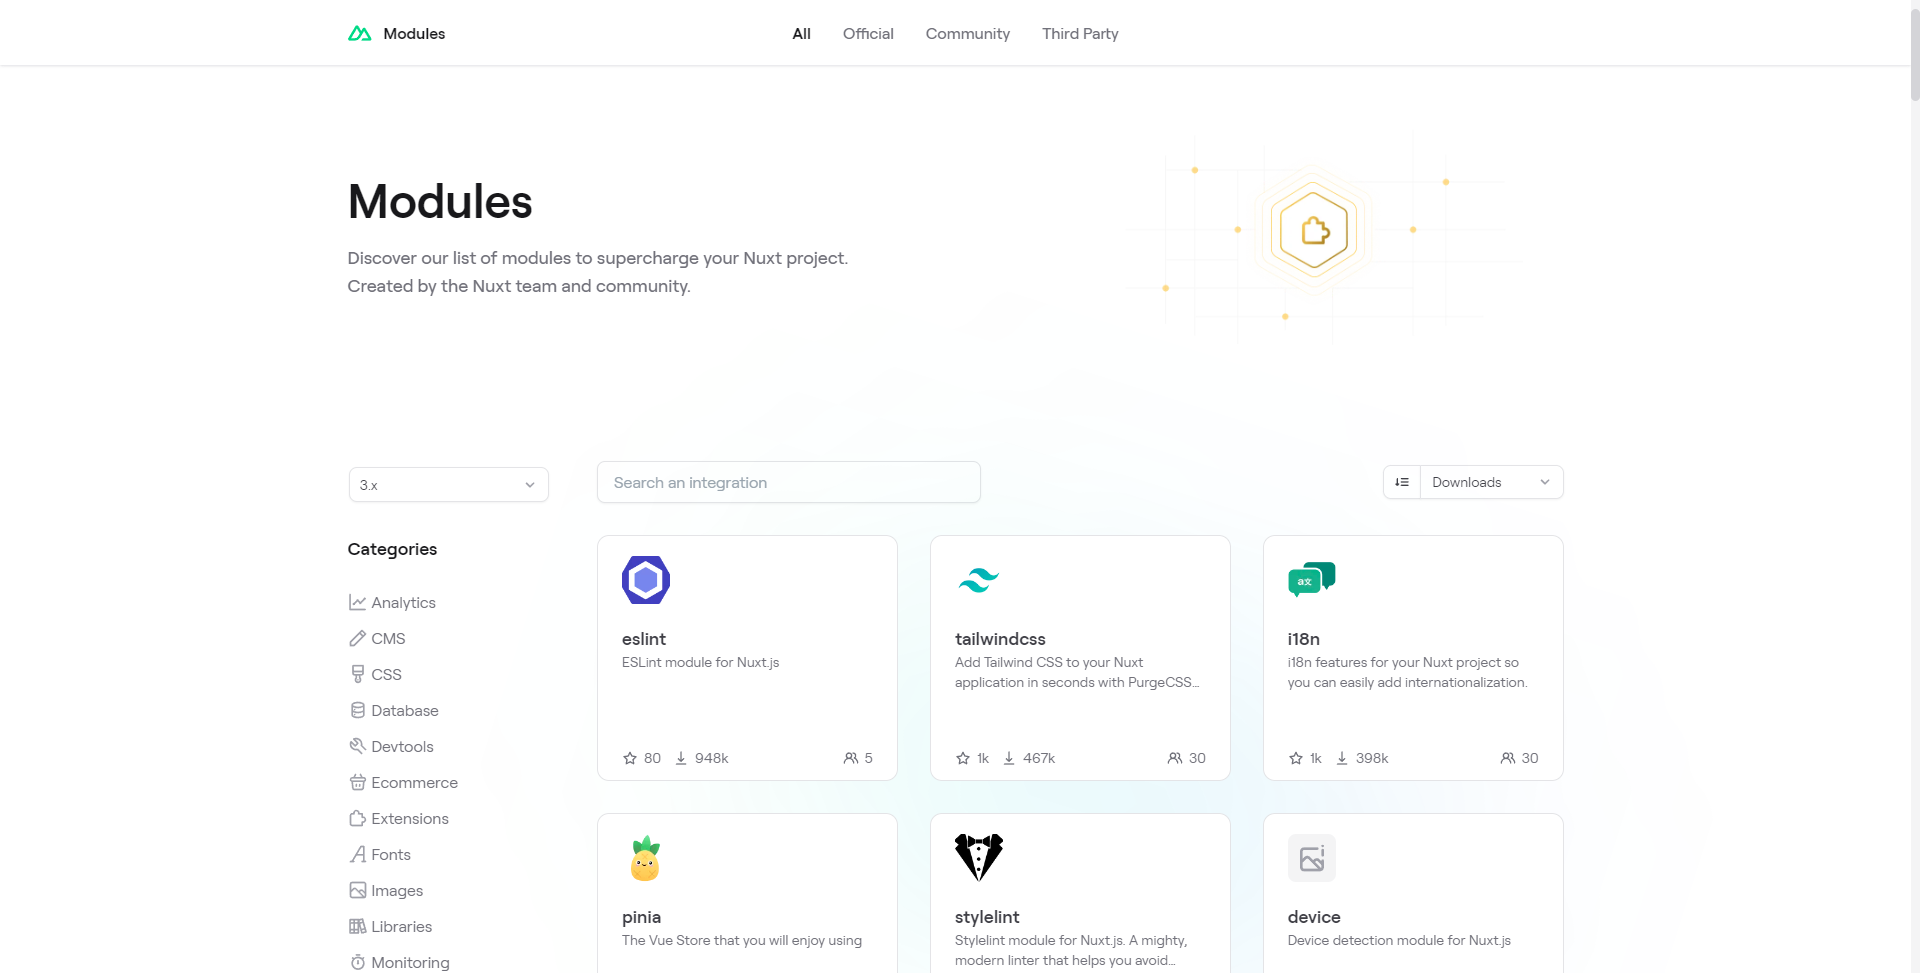 Modules
All
Official
Community
Third Party
Modules
Discover our list of modules to supercharge your Nuxt project.
Created by the Nuxt team and community.
3.x
Search an integration
Downloads
Categories
Analytics
CMS
CSS
Database
Devtools
Ecommerce
Extensions
Fonts
Images
Libraries
Monitoring
eslint
ESLint module for Nuxt.js
80
948k
5
tailwindcss
Add Tailwind CSS to your Nuxt
application in seconds with PurgeCSS...
1k
467k
30
a文
i18n
i18n features for your Nuxt project so
you can easily add internationalization.
1k
398k
30
pinia
The Vue Store that you will enjoy using
stylelint
Stylelint module for Nuxt.js. A mighty,
modern linter that helps you avoid...
device
Device detection module for Nuxt.js